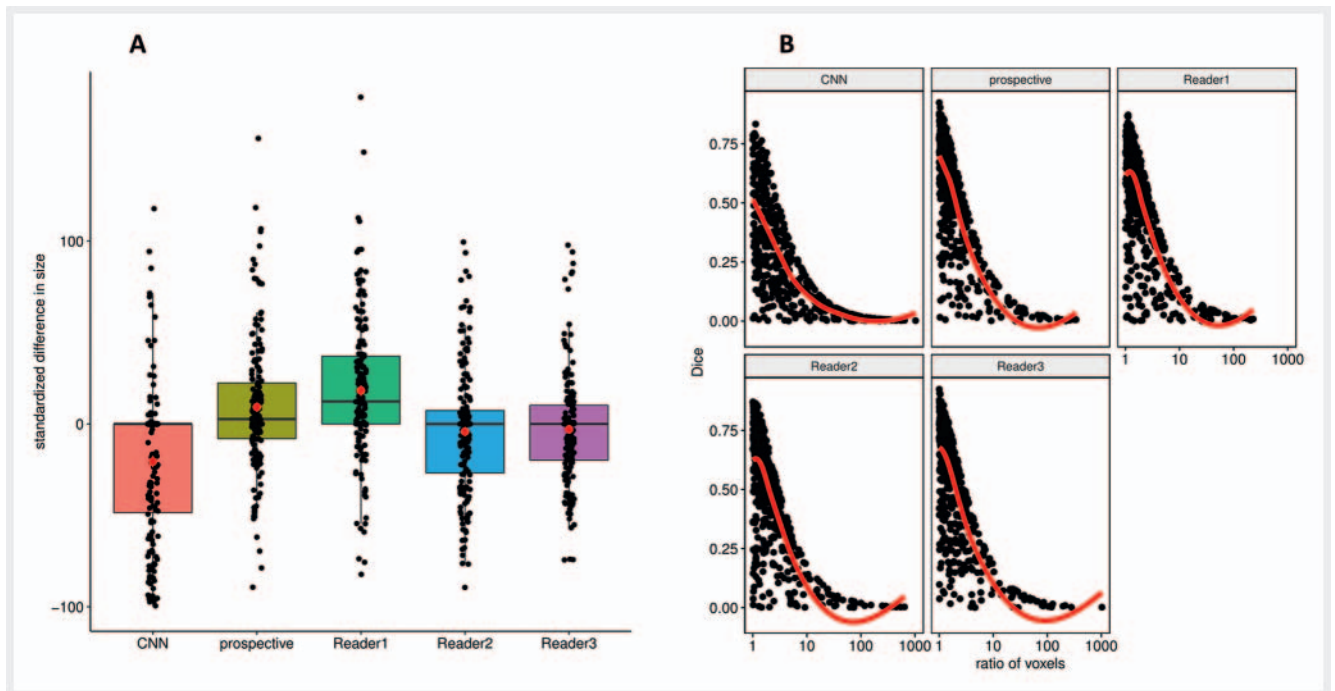 A
B
standardized difference in size
100
0
−100
CNN
prospective
Reader1
Reader2
Reader3
Dice
CNN
prospective
Reader1
0.75
0.50
0.25
0.00
1
10
100
1000
Reader2
Reader3
0.75
0.50
0.25
0.00
1
10
100
1000
1
10
100
1000
ratio of voxels